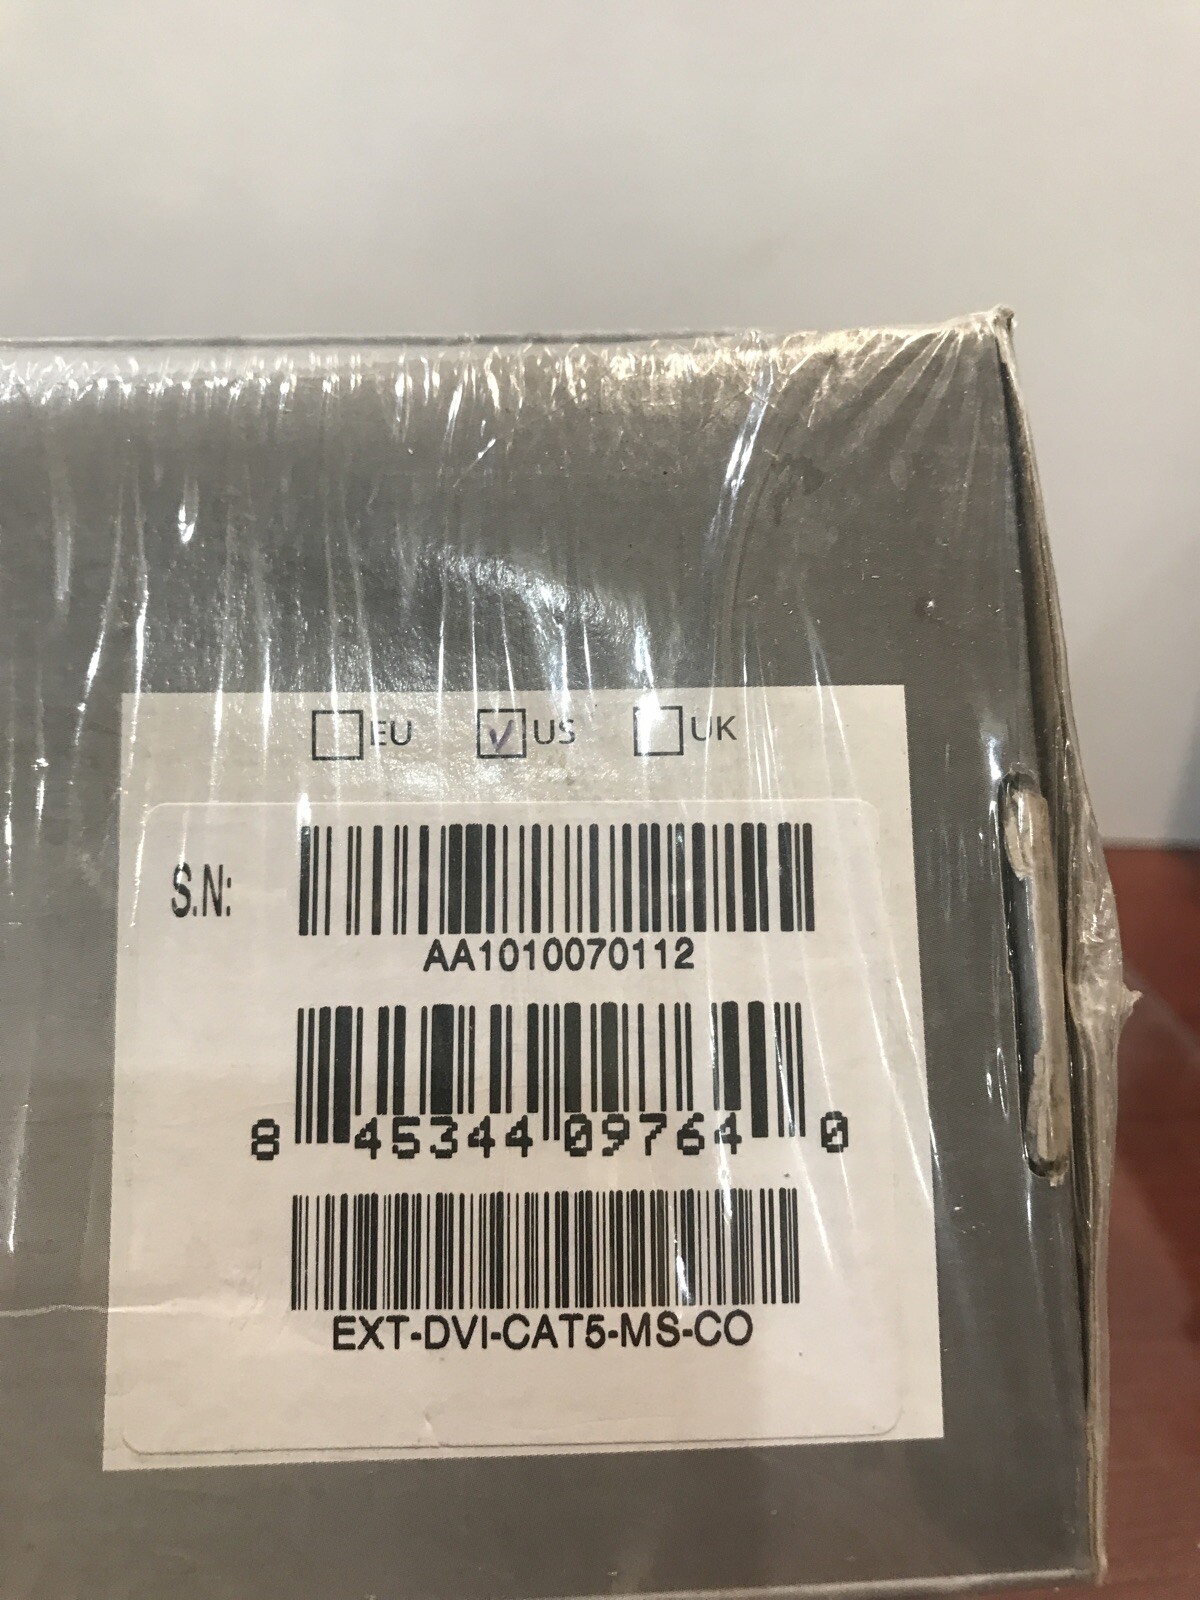 EU US UK
S.N:
AA1010070112
8 45344 09764 0
EXT-DVI-CAT5-MS-CO